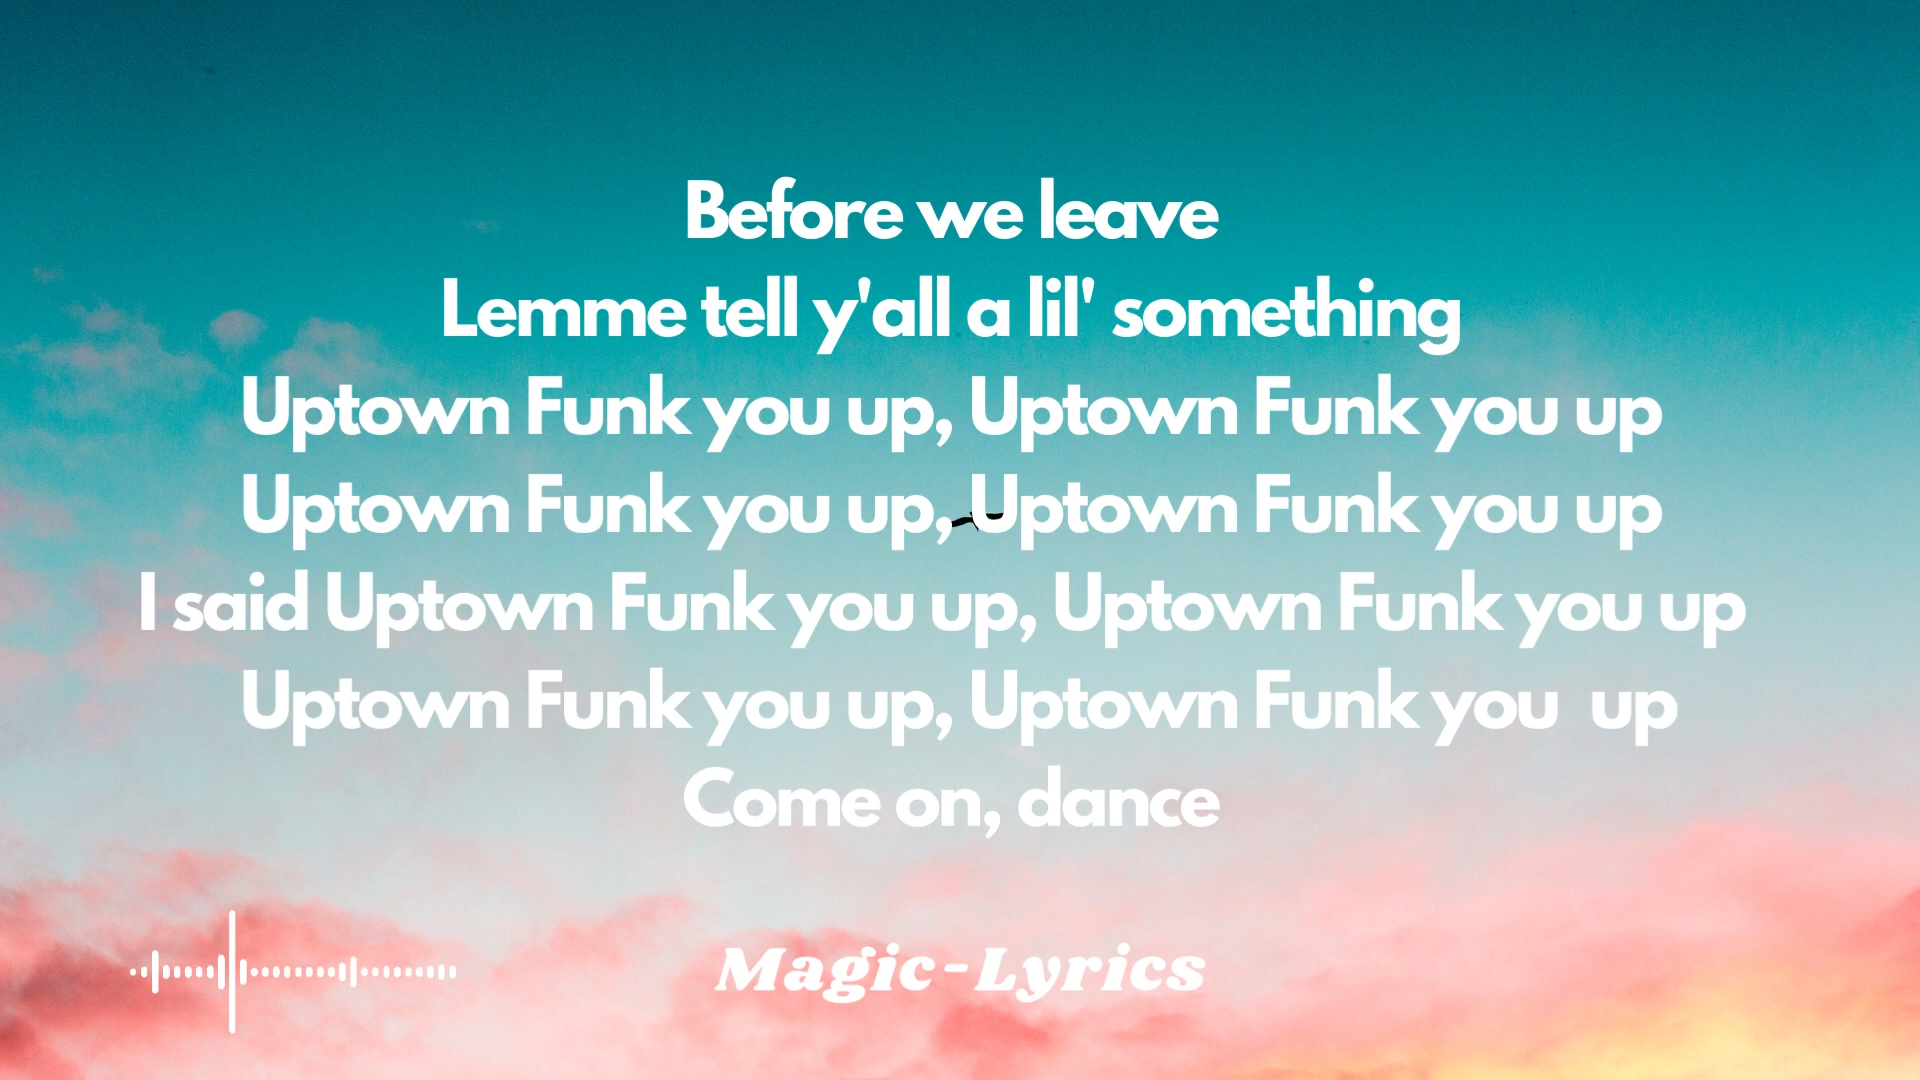 Before we leave
Lemme tell y'all a lil' something
Uptown Funk you up, Uptown Funk you up
Uptown Funk you up, Uptown Funk you up
I said Uptown Funk you up, Uptown Funk you up
Uptown Funk you up, Uptown Funk you  up
Come on, dance
Magic-Lyrics